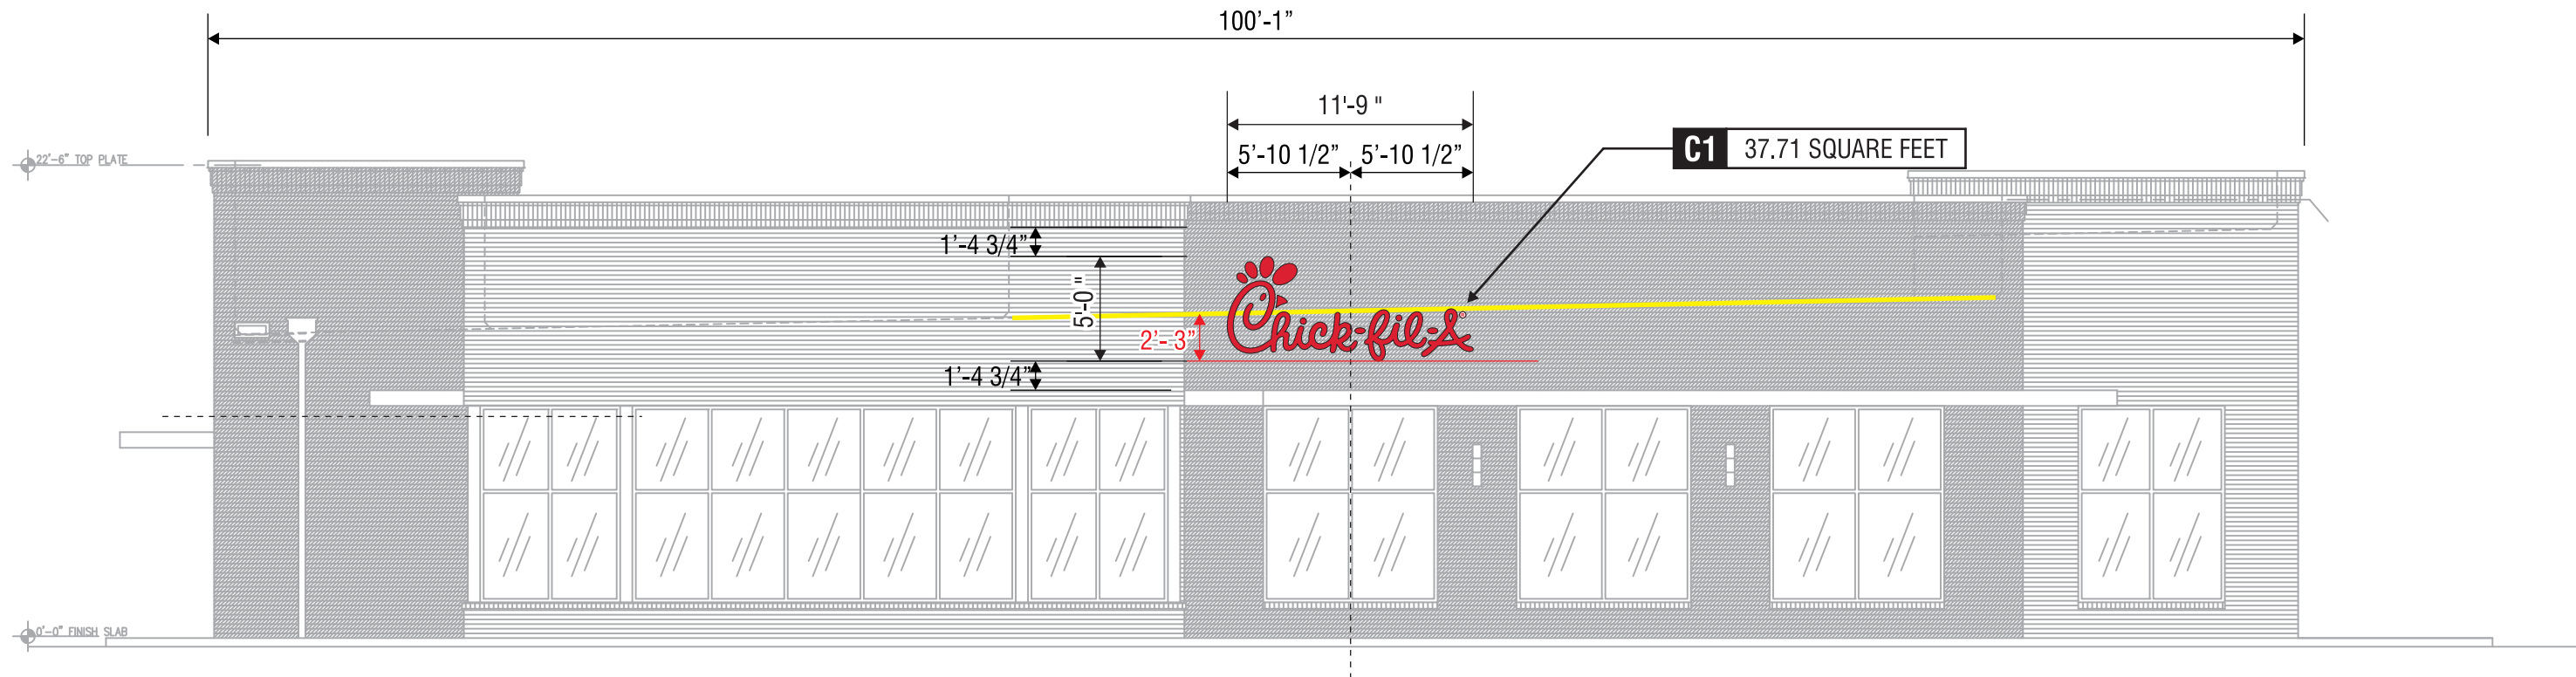 100’-1”
11'-9 "
5’-10 1/2” 5’-10 1/2”
C1 37.71 SQUARE FEET
22’-6” TOP PLATE
1’-4 3/4”
5'-0 "
2’-3”
Chick-fil-A®
1’-4 3/4”
0’-0” FINISH SLAB